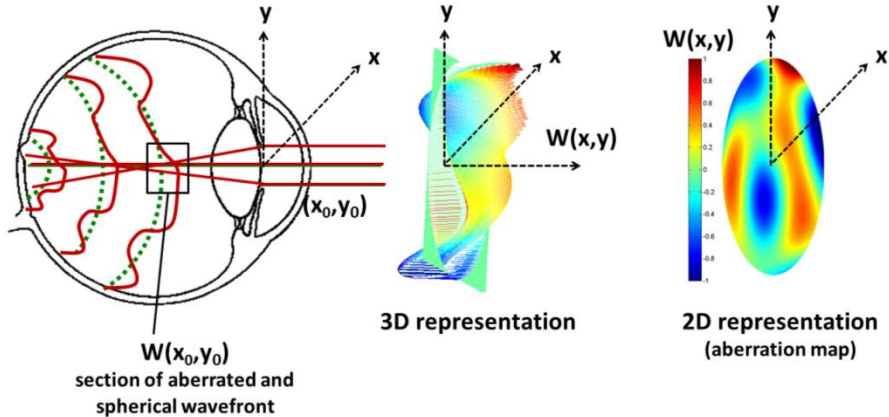 y
x
(x₀,y₀)
W(x₀,y₀)
section of aberrated and
spherical wavefront
y
x
W(x,y)
3D representation
W(x,y)
1
0.8
0.6
0.4
0.2
0
-0.2
-0.4
-0.6
-0.8
-1
y
x
2D representation
(aberration map)